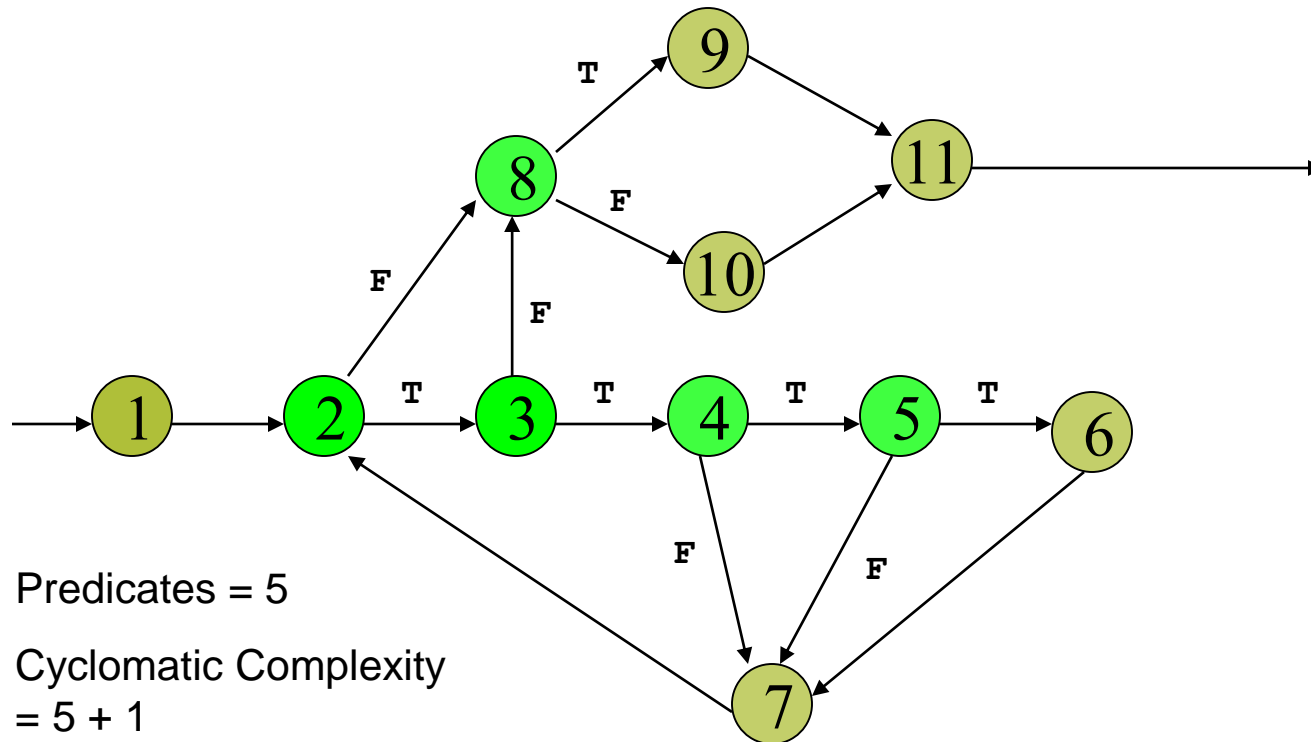 9
T
8
11
F
10
F
F
1
2
T
3
T
4
T
5
T
6
F
F
Predicates = 5
Cyclomatic Complexity
= 5 + 1
7